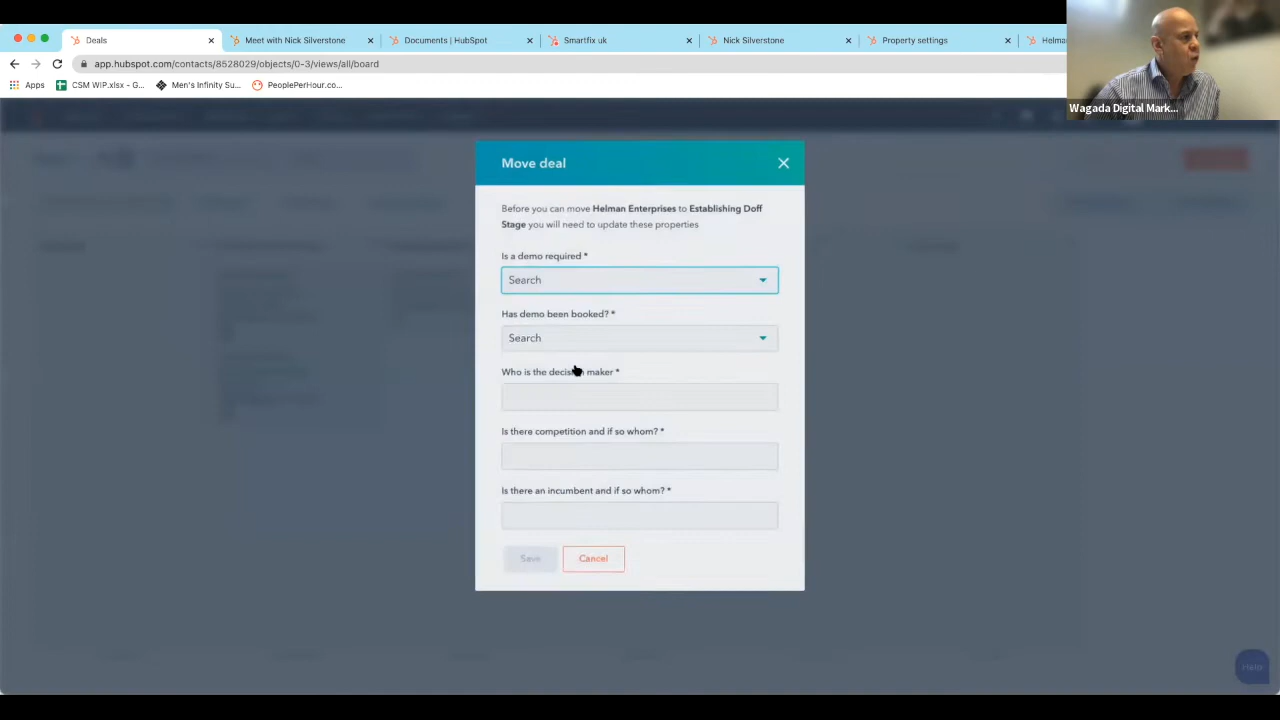 Deals
Meet with Nick Silverstone
Documents | HubSpot
Smartfix uk
Nick Silverstone
Property settings
Helma
app.hubspot.com/contacts/8528029/objects/0-3/views/all/board
Apps
CSM WIP.xlsx - G...
Men's Infinity Su...
PeoplePerHour.co...
Wagada Digital Mark...
Move deal
Before you can move Helman Enterprises to Establishing Doff
Stage you will need to update these properties
Is a demo required *
Search
Has demo been booked? *
Search
Who is the decision maker *
Is there competition and if so whom? *
Is there an incumbent and if so whom? *
Save
Cancel
Help